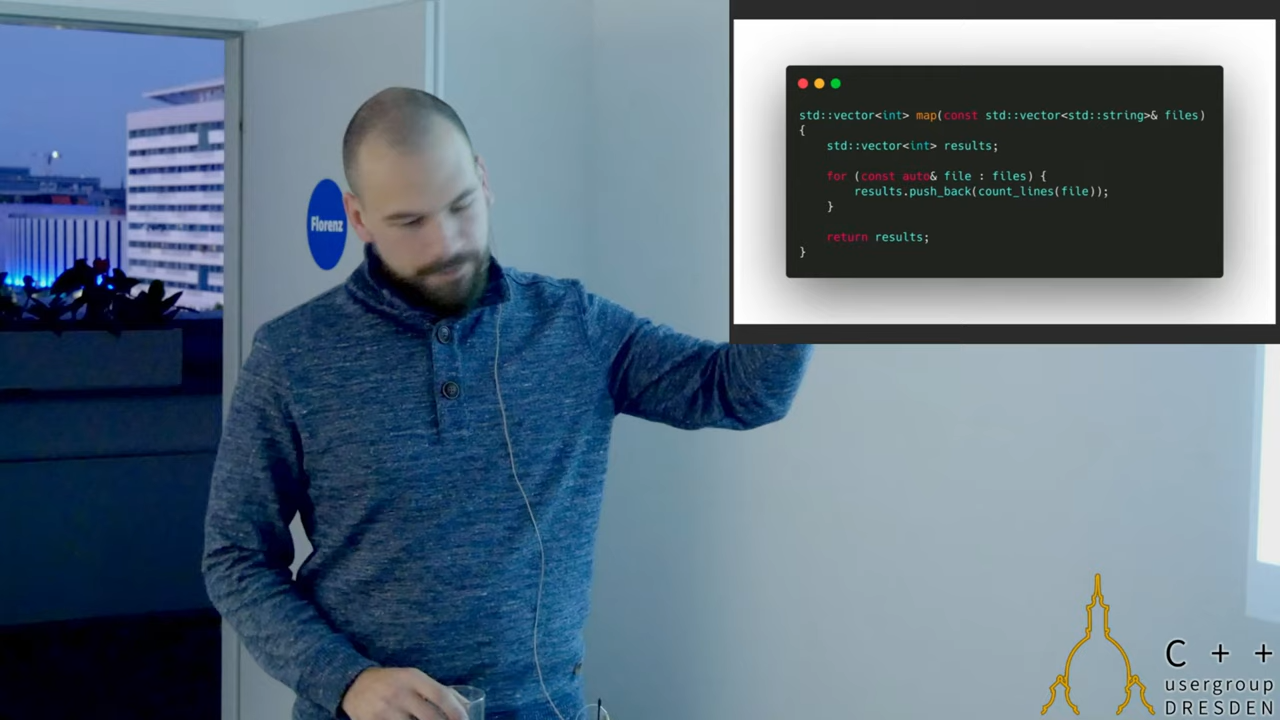 Florenz
std::vector<int> map(const std::vector<std::string>& files)
{
    std::vector<int> results;
    for (const auto& file : files) {
        results.push_back(count_lines(file));
    }
    return results;
}
C + +
usergroup
DRESDEN